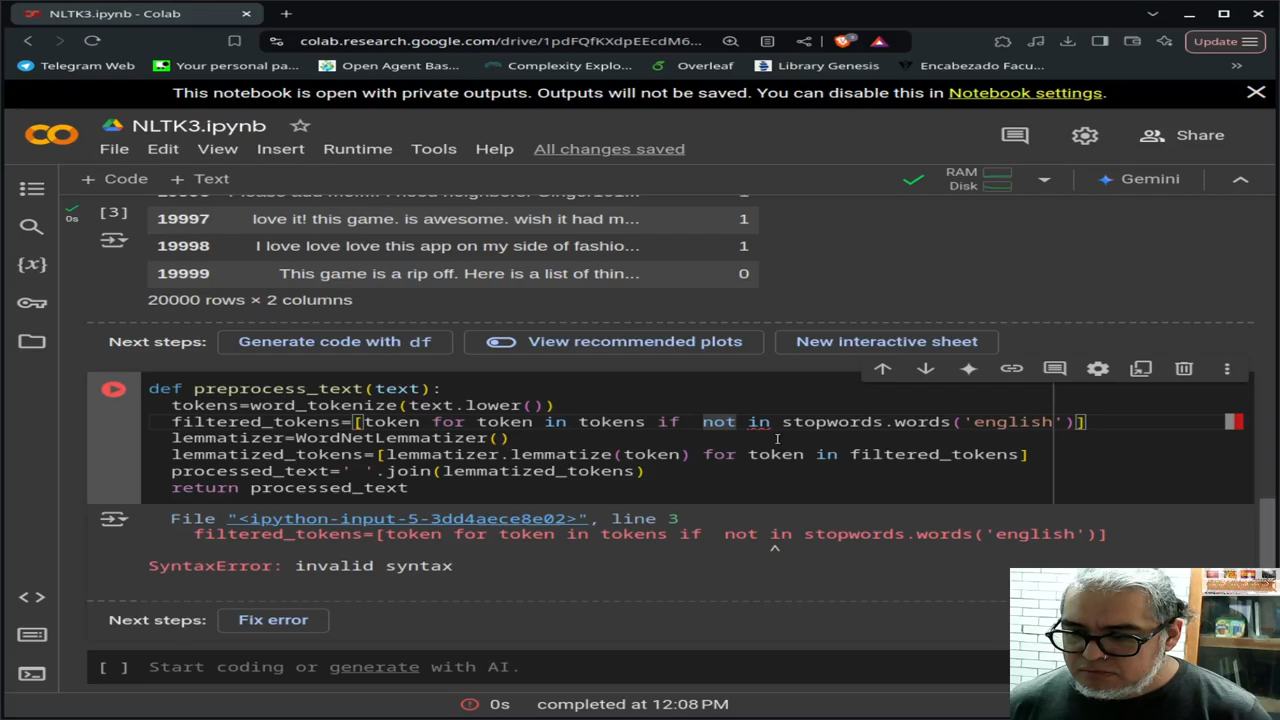 NLTK3.ipynb - Colab
colab.research.google.com/drive/1pdFQfKXdpEEcdM6...
Update
Telegram Web
Your personal pa...
Open Agent Bas...
Complexity Explo...
Overleaf
Library Genesis
Encabezado Facu...
This notebook is open with private outputs. Outputs will not be saved. You can disable this in Notebook settings.
NLTK3.ipynb
File Edit View Insert Runtime Tools Help All changes saved
Share
+ Code + Text
RAM
Disk
Gemini
0s
[3]
19997 love it! this game. is awesome. wish it had m... 1
19998 I love love love this app on my side of fashio... 1
19999 This game is a rip off. Here is a list of thin... 0
20000 rows × 2 columns
Next steps: Generate code with df View recommended plots New interactive sheet
def preprocess_text(text):
tokens=word_tokenize(text.lower())
filtered_tokens=[token for token in tokens if  not in stopwords.words('english')]
lemmatizer=WordNetLemmatizer()
lemmatized_tokens=[lemmatizer.lemmatize(token) for token in filtered_tokens]
processed_text=' '.join(lemmatized_tokens)
return processed_text
File "<ipython-input-5-3dd4aece8e02>", line 3
filtered_tokens=[token for token in tokens if  not in stopwords.words('english')]
^
SyntaxError: invalid syntax
Next steps: Fix error
[ ] Start coding or generate with AI.
0s completed at 12:08 PM